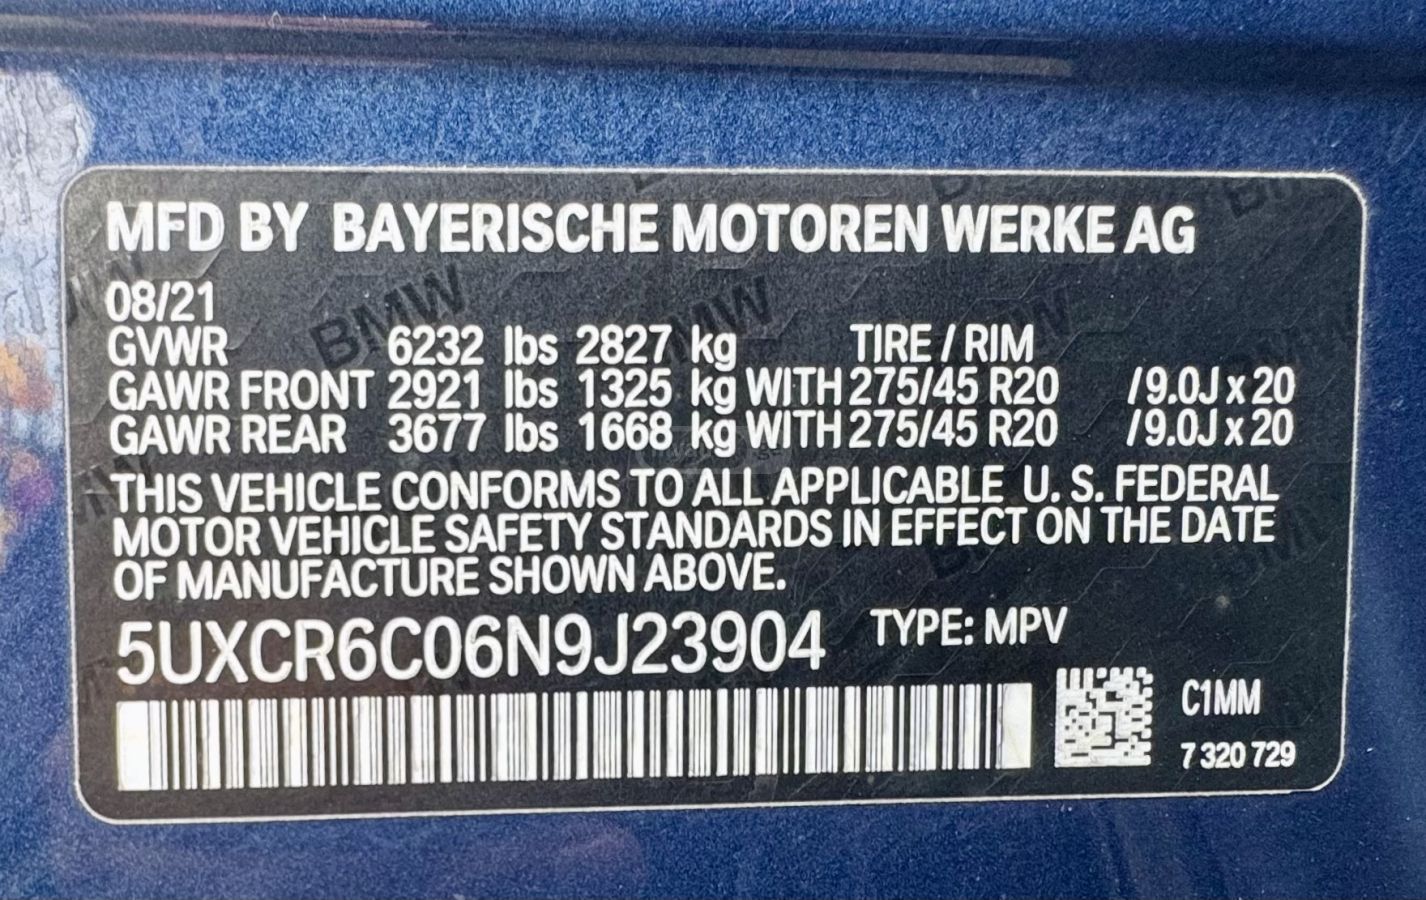 MFD BY BAYERISCHE MOTOREN WERKE AG
08/21
GVWR 6232 lbs 2827 kg TIRE / RIM
GAWR FRONT 2921 lbs 1325 kg WITH 275/45 R20 /9.0J x 20
GAWR REAR 3677 lbs 1668 kg WITH 275/45 R20 /9.0J x 20
THIS VEHICLE CONFORMS TO ALL APPLICABLE U. S. FEDERAL
MOTOR VEHICLE SAFETY STANDARDS IN EFFECT ON THE DATE
OF MANUFACTURE SHOWN ABOVE.
5UXCR6C06N9J23904 TYPE: MPV
C1MM
7 320 729
BMW
BMW